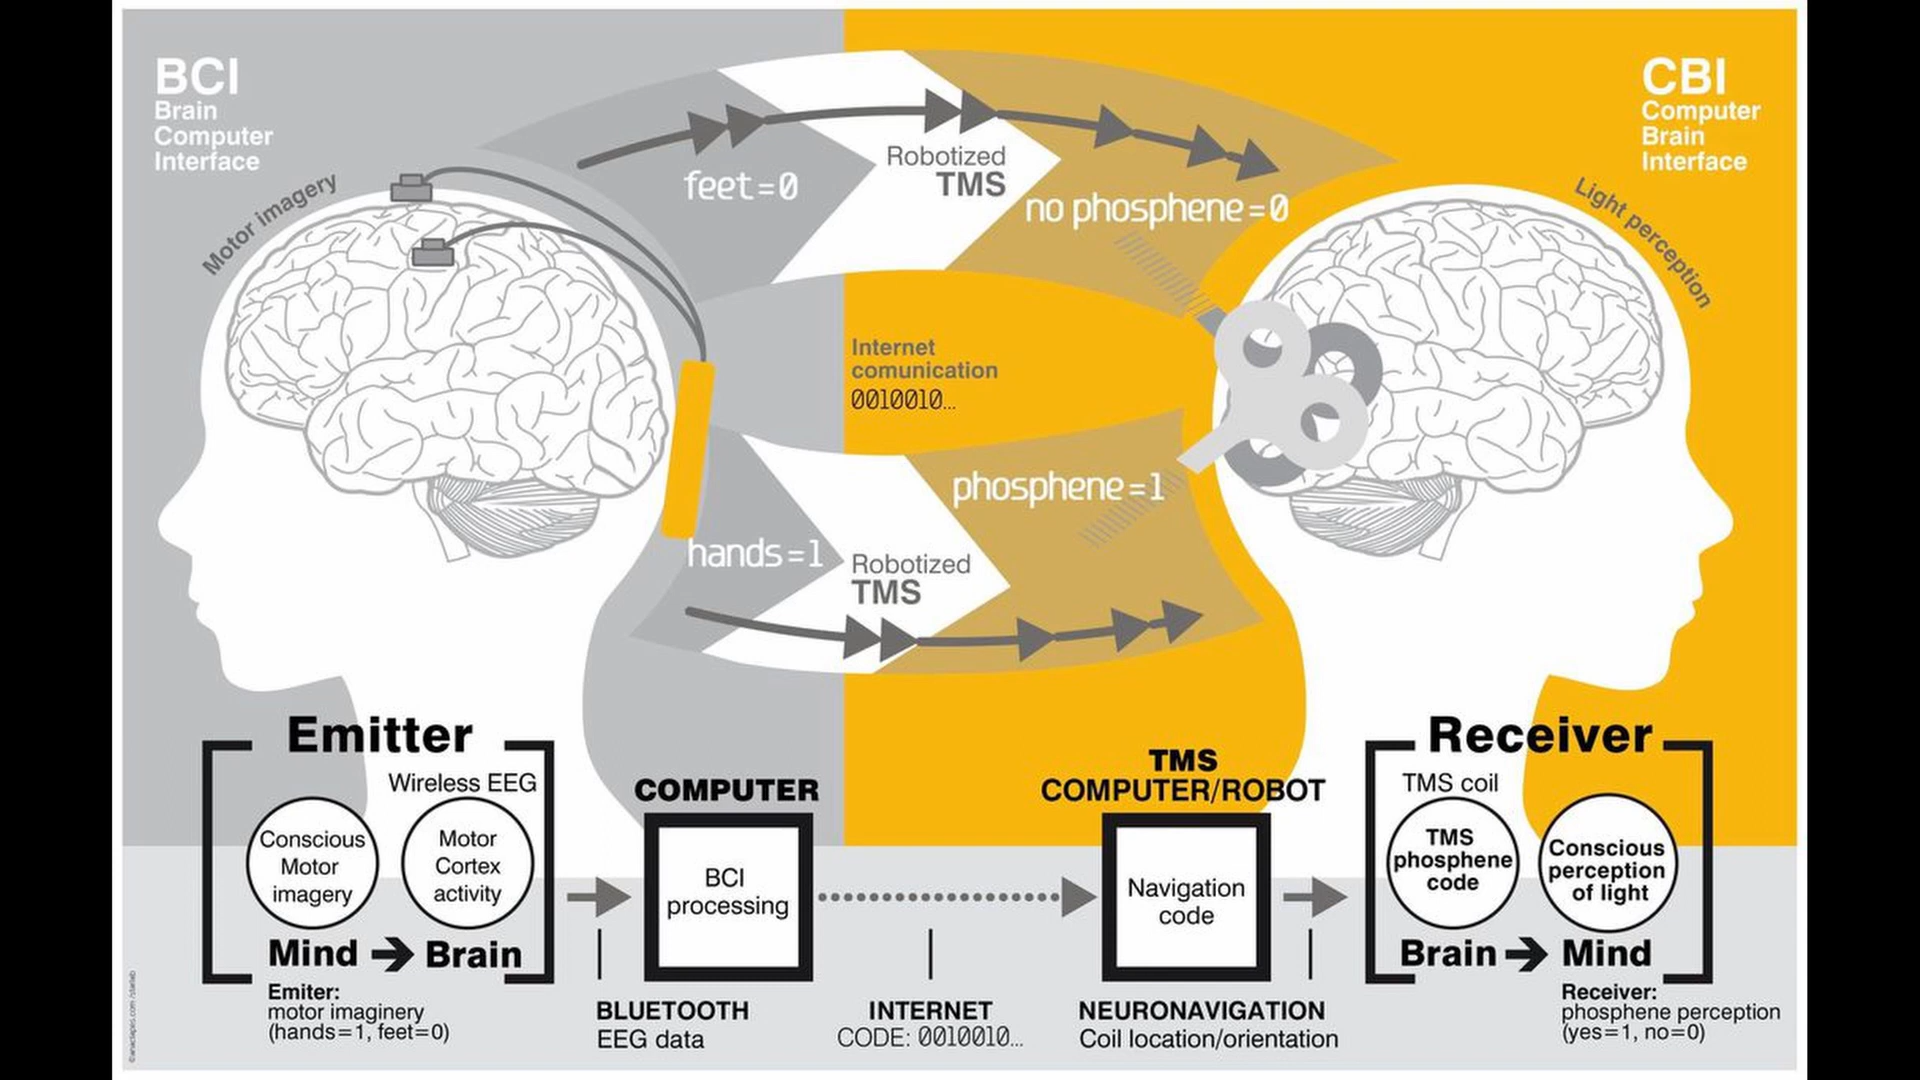 BCI
Brain
Computer
Interface
CBI
Computer
Brain
Interface
Motor imagery
Light perception
feet=0
Robotized
TMS
no phosphene=0
Internet
comunication
0010010...
phosphene=1
hands=1
Robotized
TMS
Emitter
Wireless EEG
Conscious
Motor
imagery
Motor
Cortex
activity
Mind
Brain
Emiter:
motor imaginery
(hands=1, feet=0)
COMPUTER
BCI
processing
BLUETOOTH
EEG data
INTERNET
CODE: 0010010...
TMS
COMPUTER/ROBOT
Navigation
code
NEURONAVIGATION
Coil location/orientation
Receiver
TMS coil
TMS
phosphene
code
Conscious
perception
of light
Brain
Mind
Receiver:
phosphene perception
(yes=1, no=0)